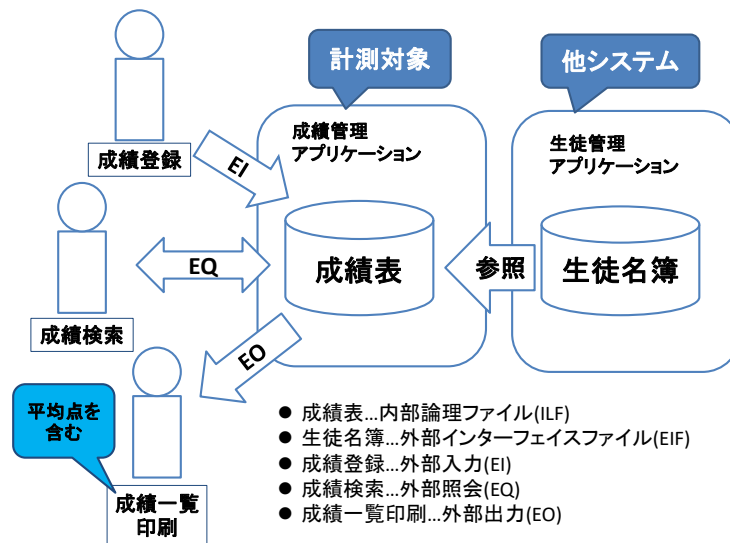 計測対象
他システム
成績登録
EI
成績管理
アプリケーション
生徒管理
アプリケーション
成績検索
EQ
成績表
参照
生徒名簿
EO
平均点を
含む
成績一覧
印刷
● 成績表…内部論理ファイル(ILF)
● 生徒名簿…外部インターフェイスファイル(EIF)
● 成績登録…外部入力(EI)
● 成績検索…外部照会(EQ)
● 成績一覧印刷…外部出力(EO)